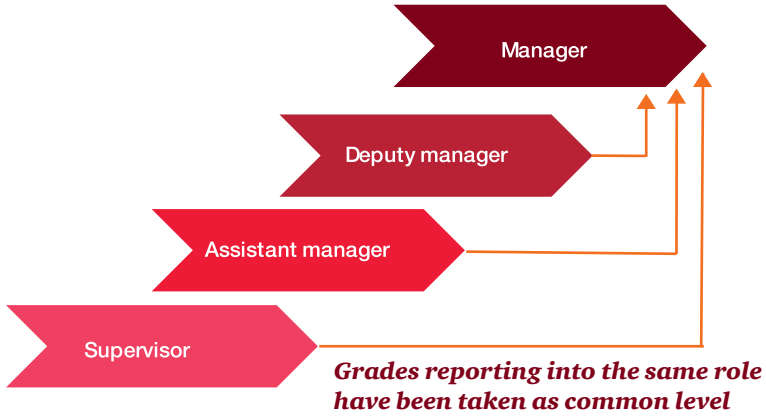 Manager
Deputy manager
Assistant manager
Supervisor
Grades reporting into the same role
have been taken as common level